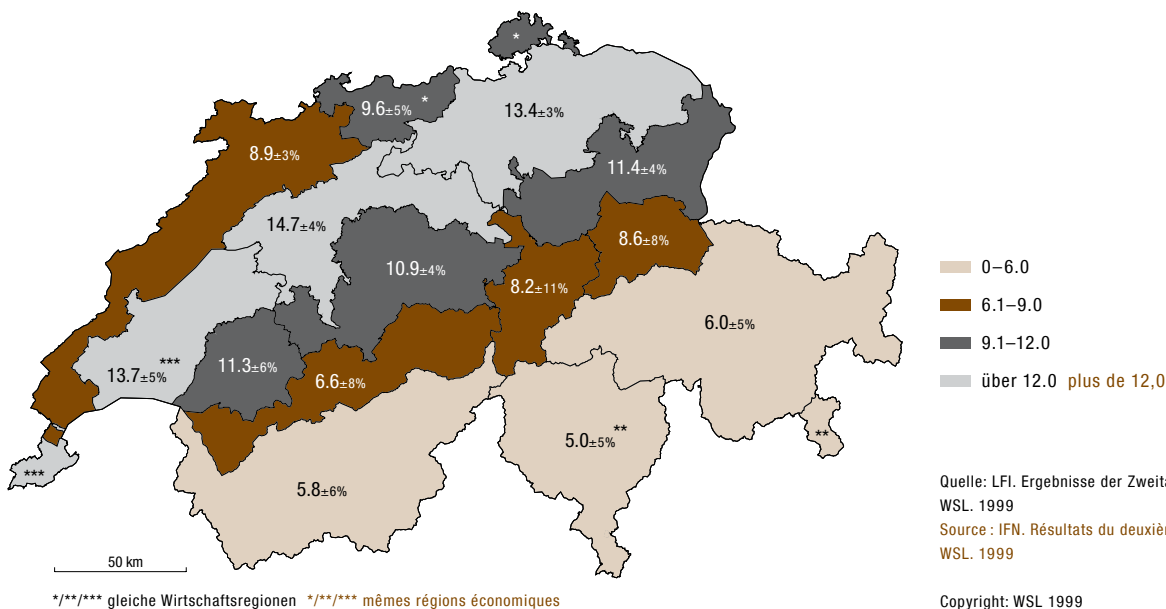 *
9.6±5% *
13.4±3%
8.9±3%
11.4±4%
14.7±4%
8.6±8%
10.9±4%
8.2±11%
0–6.0
6.1–9.0
9.1–12.0
über 12.0 plus de 12,0
6.0±5%
13.7±5% ***
11.3±6%
6.6±8%
5.0±5% **
**
***
5.8±6%
Quelle: LFI. Ergebnisse der Zweita
WSL. 1999
Source : IFN. Résultats du deuxièr
WSL. 1999
50 km
*/**/*** gleiche Wirtschaftsregionen */**/*** mêmes régions économiques
Copyright: WSL 1999